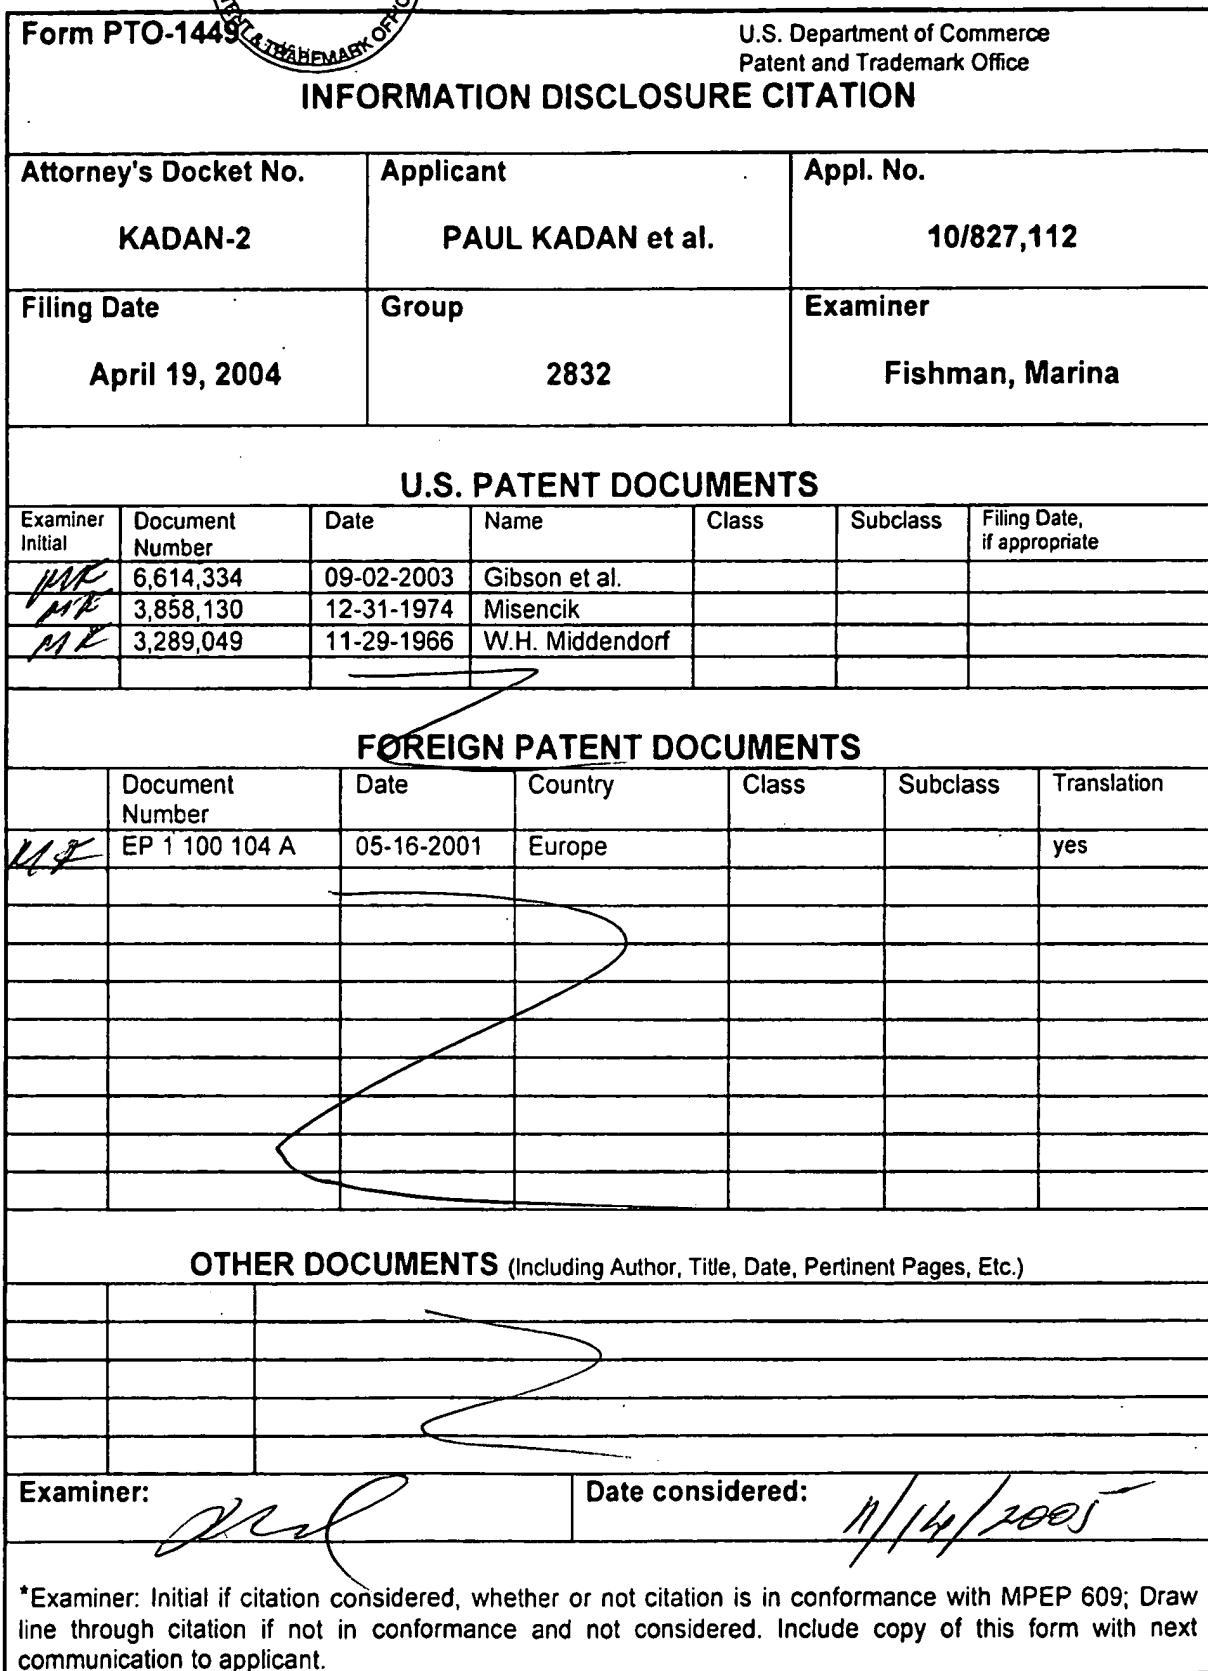 Form PTO-1449
ENT & TRADEMARK OFFIC
U.S. Department of Commerce
Patent and Trademark Office
INFORMATION DISCLOSURE CITATION
Attorney's Docket No. Applicant Appl. No.
KADAN-2 PAUL KADAN et al. 10/827,112
Filing Date Group Examiner
April 19, 2004 2832 Fishman, Marina
U.S. PATENT DOCUMENTS
Examiner Document Date Name Class Subclass Filing Date,
Initial Number if appropriate
MF 6,614,334 09-02-2003 Gibson et al.
MF 3,858,130 12-31-1974 Misencik
MF 3,289,049 11-29-1966 W.H. Middendorf
FOREIGN PATENT DOCUMENTS
Document Date Country Class Subclass Translation
Number
MF EP 1 100 104 A 05-16-2001 Europe yes
OTHER DOCUMENTS (Including Author, Title, Date, Pertinent Pages, Etc.)
Examiner: Date considered: 11/14/2005
*Examiner: Initial if citation considered, whether or not citation is in conformance with MPEP 609; Draw
line through citation if not in conformance and not considered. Include copy of this form with next
communication to applicant.